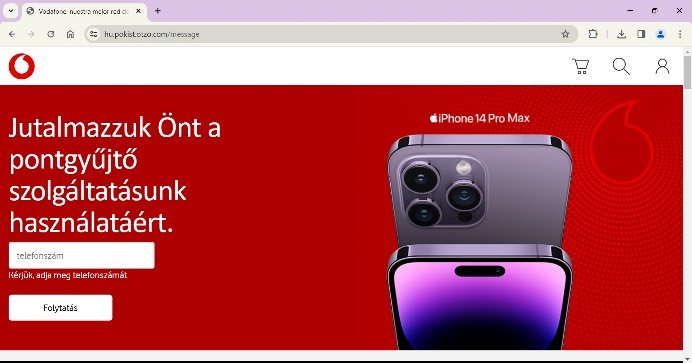 Vodafone: nuestra mejor red de
hu.pokist.otzo.com/message
Jutalmazzuk Önt a
pontgyűjtő
szolgáltatásunk
használatáért.
telefonszám
Kérjük, adja meg telefonszámát
Folytatás
iPhone 14 Pro Max